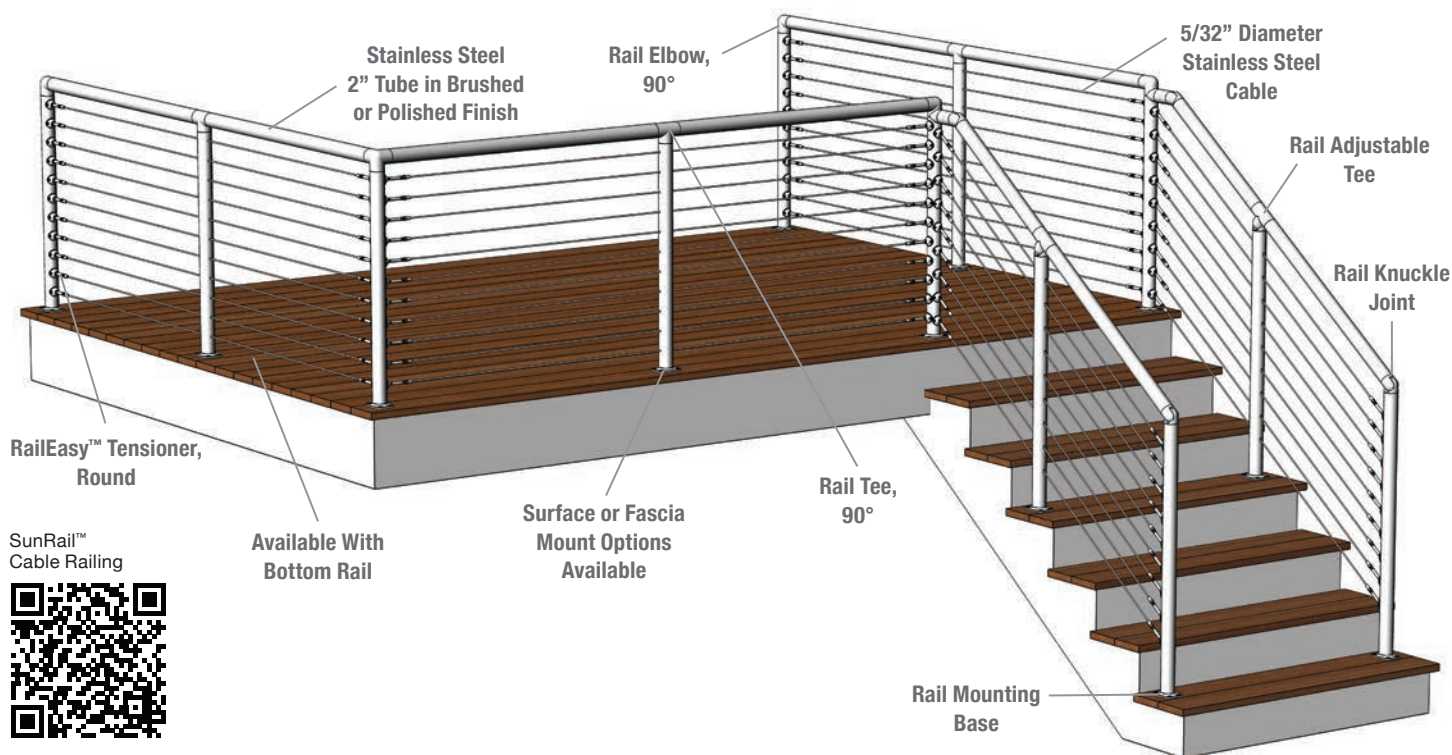 Stainless Steel
2” Tube in Brushed
or Polished Finish
Rail Elbow,
90°
5/32” Diameter
Stainless Steel
Cable
Rail Adjustable
Tee
Rail Knuckle
Joint
RailEasy™ Tensioner,
Round
Available With
Bottom Rail
Surface or Fascia
Mount Options
Available
Rail Tee,
90°
Rail Mounting
Base
SunRail™
Cable Railing